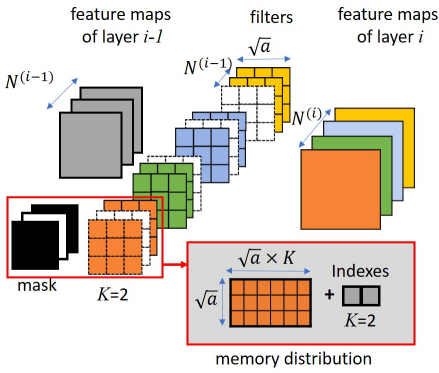 feature maps
of layer i-1
filters
feature maps
of layer i
√a
N^(i-1)
N^(i-1)
N^(i)
mask
K=2
√a × K
√a
+
Indexes
K=2
memory distribution